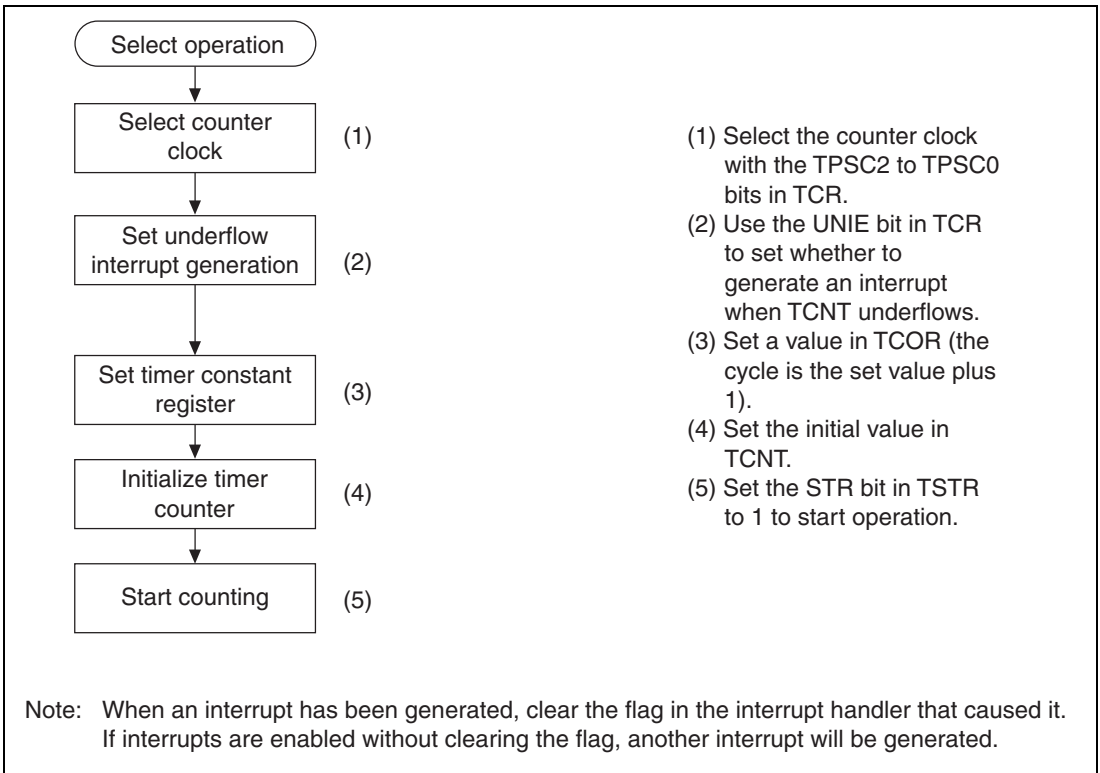 Select operation
Select counter
clock
(1)
Set underflow
interrupt generation
(2)
Set timer constant
register
(3)
Initialize timer
counter
(4)
Start counting
(5)
(1) Select the counter clock
with the TPSC2 to TPSC0
bits in TCR.
(2) Use the UNIE bit in TCR
to set whether to
generate an interrupt
when TCNT underflows.
(3) Set a value in TCOR (the
cycle is the set value plus
1).
(4) Set the initial value in
TCNT.
(5) Set the STR bit in TSTR
to 1 to start operation.
Note: When an interrupt has been generated, clear the flag in the interrupt handler that caused it.
If interrupts are enabled without clearing the flag, another interrupt will be generated.